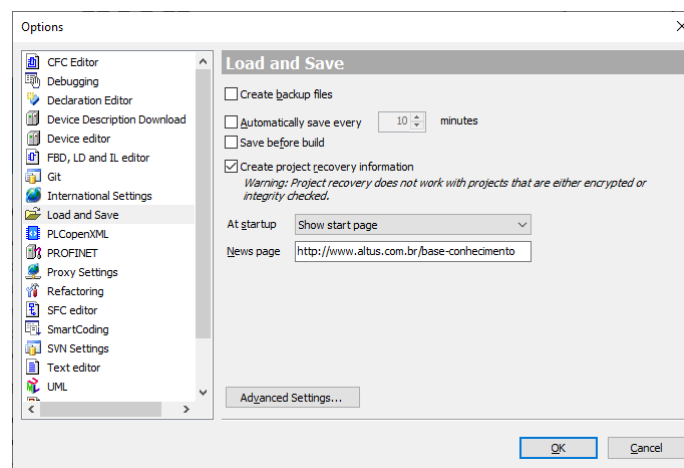 Options
CFC Editor
Debugging
Declaration Editor
Device Description Download
Device editor
FBD, LD and IL editor
Git
International Settings
Load and Save
PLCopenXML
PROFINET
Proxy Settings
Refactoring
SFC editor
SmartCoding
SVN Settings
Text editor
UML
Load and Save
Create backup files
Automatically save every 10 minutes
Save before build
Create project recovery information
Warning: Project recovery does not work with projects that are either encrypted or
integrity checked.
At startup Show start page
News page http://www.altus.com.br/base-conhecimento
Advanced Settings...
OK Cancel